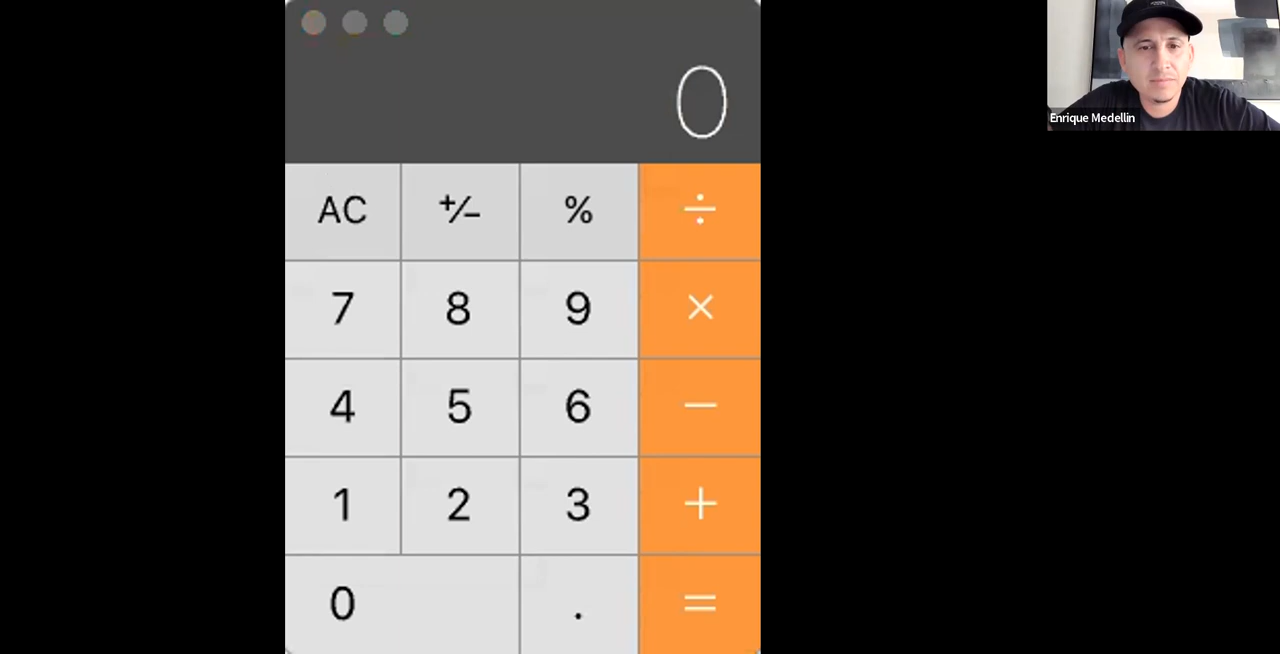 0
AC ⁺∕₋ % ÷
7 8 9 ×
4 5 6 −
1 2 3 +
0 . =
Enrique Medellin